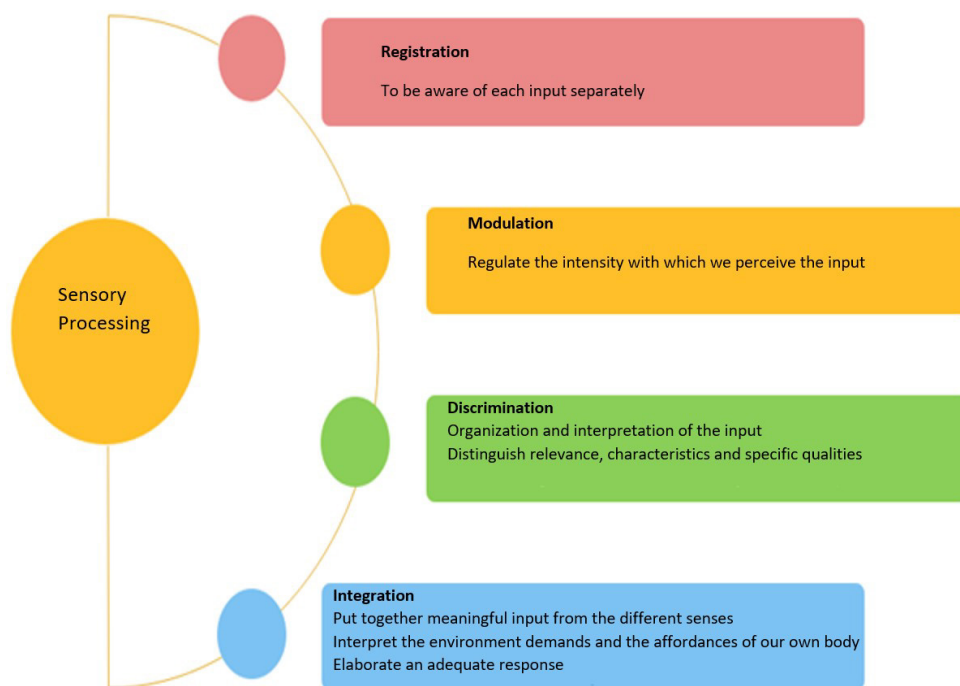 Registration
To be aware of each input separately
Modulation
Regulate the intensity with which we perceive the input
Sensory
Processing
Discrimination
Organization and interpretation of the input
Distinguish relevance, characteristics and specific qualities
Integration
Put together meaningful input from the different senses
Interpret the environment demands and the affordances of our own body
Elaborate an adequate response